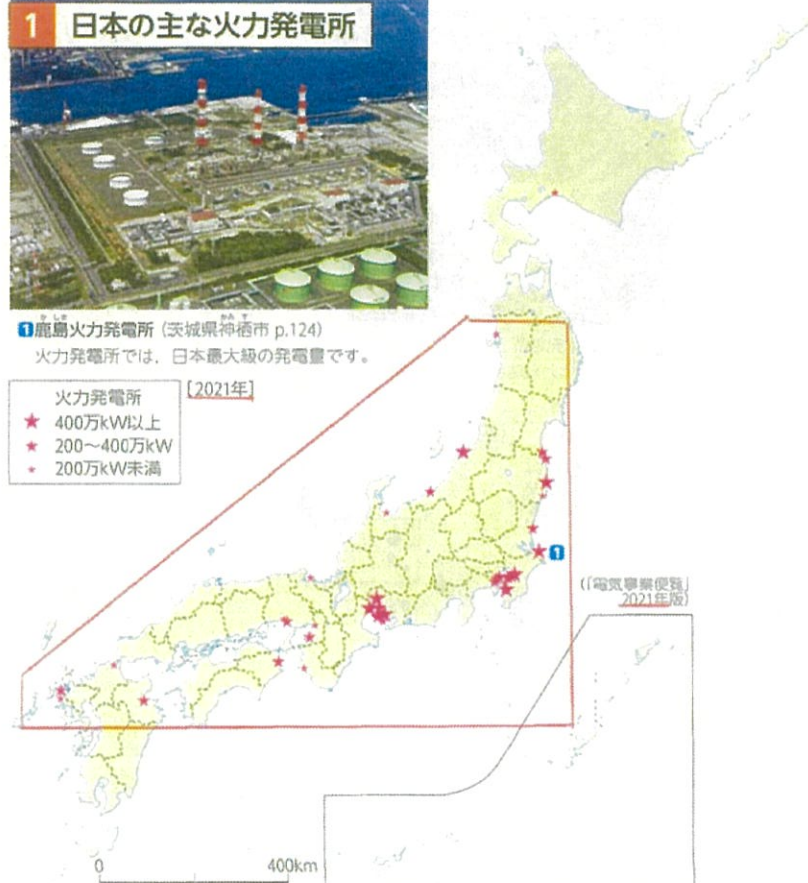 1 日本の主な火力発電所
1 鹿島火力発電所（茨城県神栖市 p.124）
火力発電所では，日本最大級の発電量です。
[2021年]
火力発電所
★ 400万kW以上
★ 200～400万kW
★ 200万kW未満
1
(「電気事業便覧」
2021年版)
0 400km